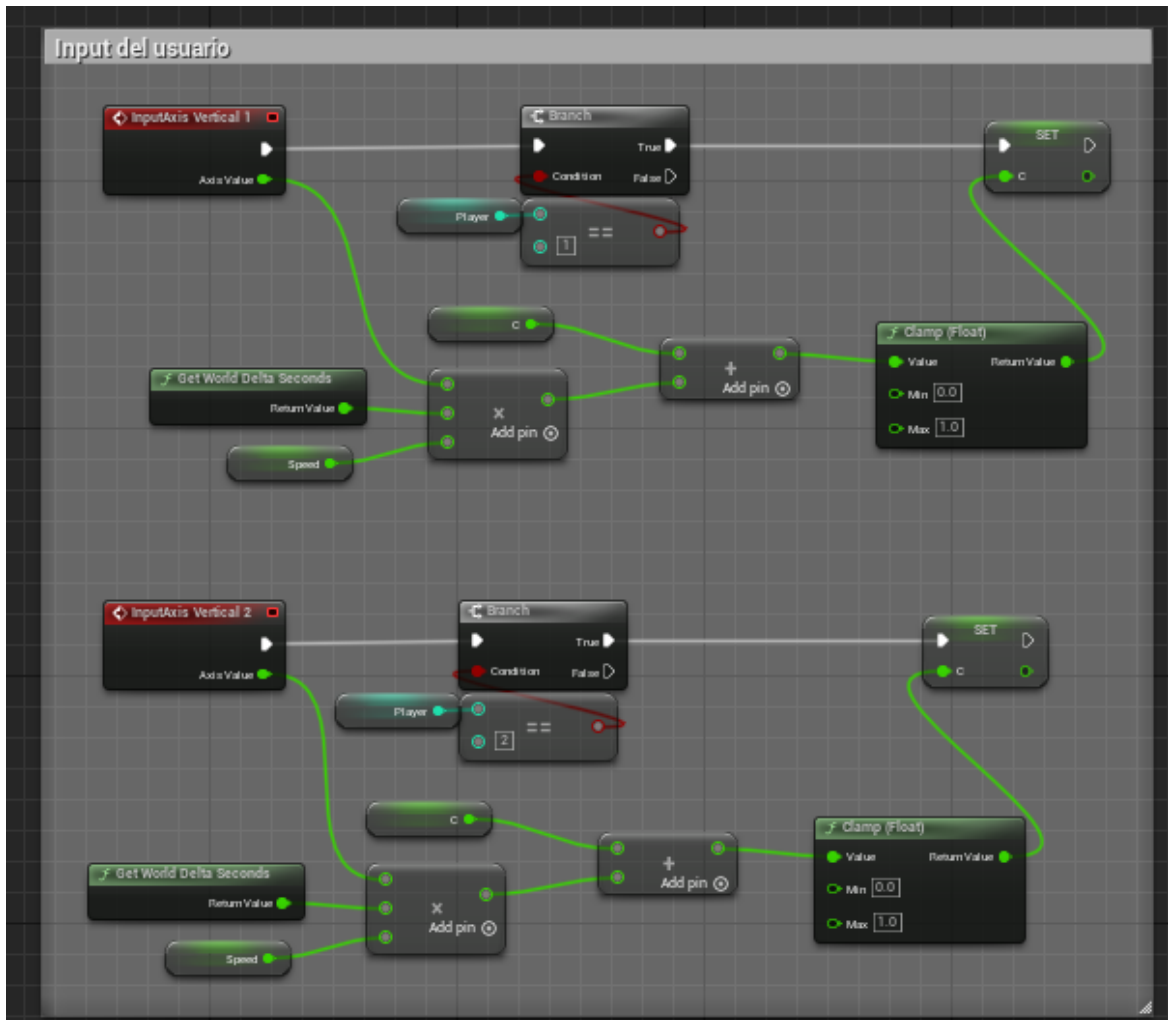 Input del usuario
InputAxis Vertical 1
Axis Value
Branch
True
Condition
False
SET
C
Player
1
==
C
Clamp (Float)
Value
Return Value
Min 0.0
Max 1.0
+
Add pin
Get World Delta Seconds
Return Value
×
Add pin
Speed
InputAxis Vertical 2
Axis Value
Branch
True
Condition
False
SET
C
Player
2
==
C
Clamp (Float)
Value
Return Value
Min 0.0
Max 1.0
+
Add pin
Get World Delta Seconds
Return Value
×
Add pin
Speed